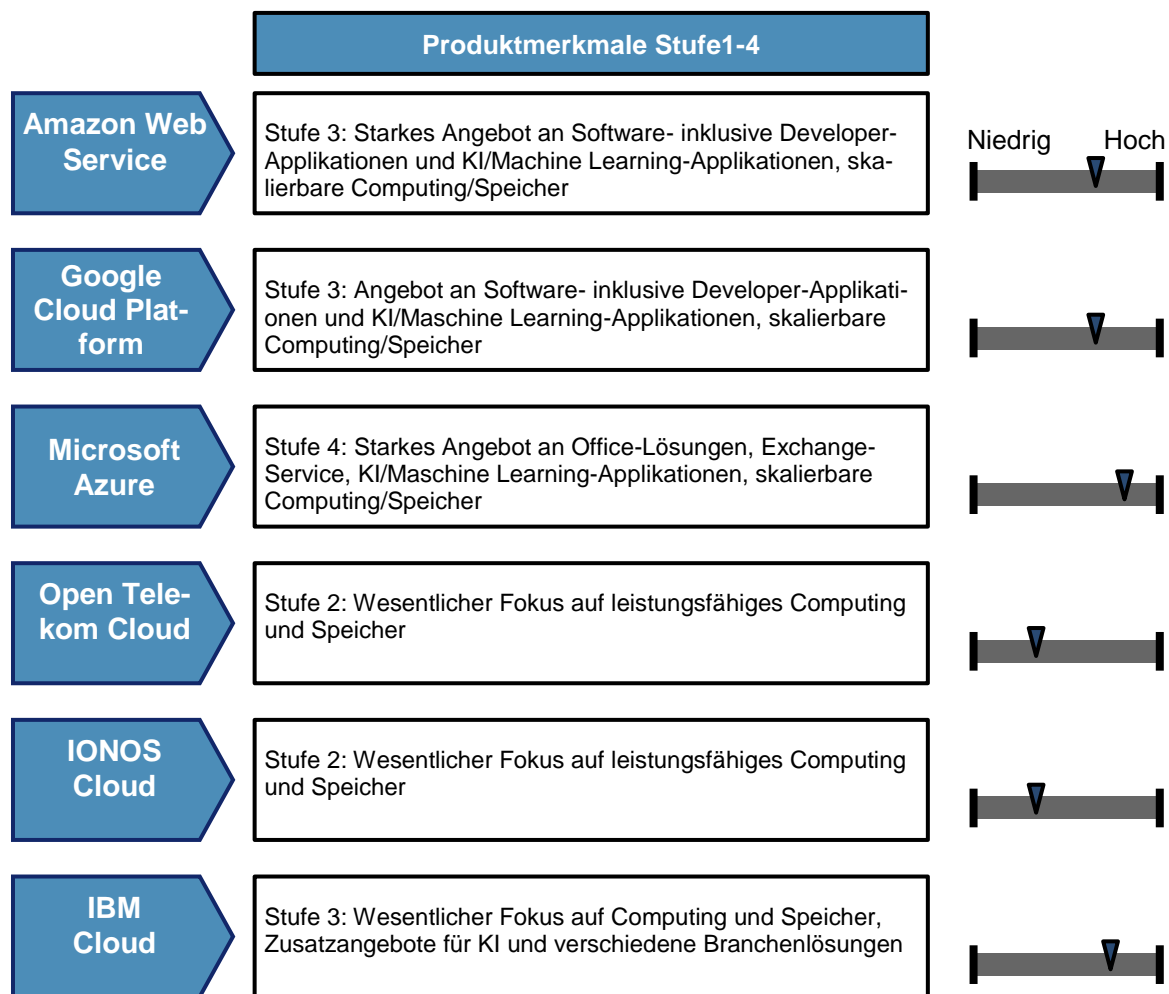 Produktmerkmale Stufe1-4
Amazon Web
Service
Stufe 3: Starkes Angebot an Software- inklusive Developer-
Applikationen und KI/Machine Learning-Applikationen, ska-
lierbare Computing/Speicher
Niedrig Hoch
Google
Cloud Plat-
form
Stufe 3: Angebot an Software- inklusive Developer-Applikati-
onen und KI/Maschine Learning-Applikationen, skalierbare
Computing/Speicher
Microsoft
Azure
Stufe 4: Starkes Angebot an Office-Lösungen, Exchange-
Service, KI/Maschine Learning-Applikationen, skalierbare
Computing/Speicher
Open Tele-
kom Cloud
Stufe 2: Wesentlicher Fokus auf leistungsfähiges Computing
und Speicher
IONOS
Cloud
Stufe 2: Wesentlicher Fokus auf leistungsfähiges Computing
und Speicher
IBM
Cloud
Stufe 3: Wesentlicher Fokus auf Computing und Speicher,
Zusatzangebote für KI und verschiedene Branchenlösungen